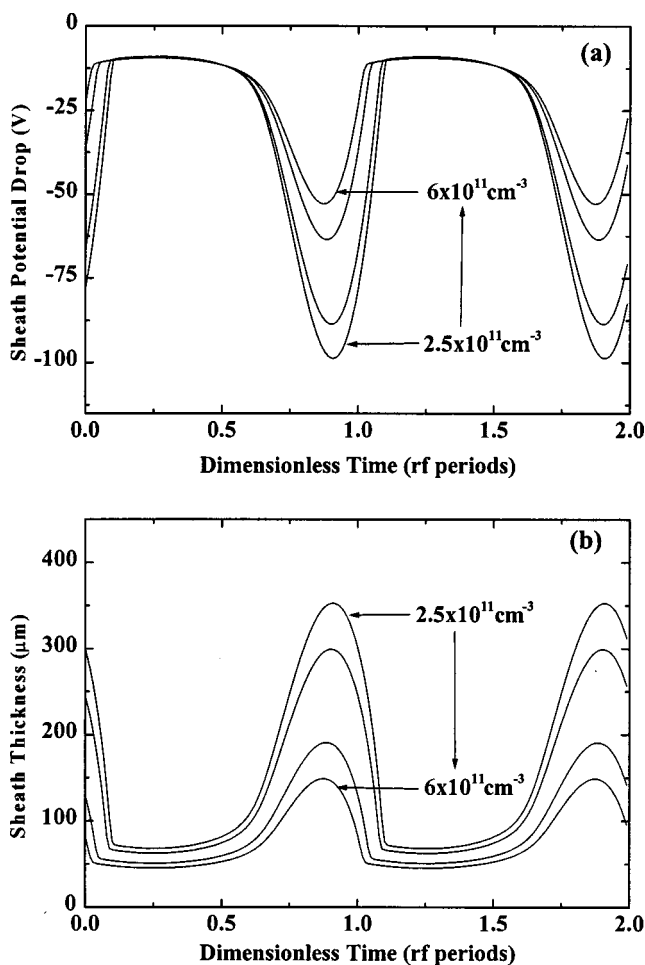 (a)
0
-25
-50
-75
-100
Sheath Potential Drop (V)
6x10¹¹cm⁻³
2.5x10¹¹cm⁻³
0.0 0.5 1.0 1.5 2.0
Dimensionless Time (rf periods)
(b)
400
300
200
100
0
Sheath Thickness (μm)
2.5x10¹¹cm⁻³
6x10¹¹cm⁻³
0.0 0.5 1.0 1.5 2.0
Dimensionless Time (rf periods)